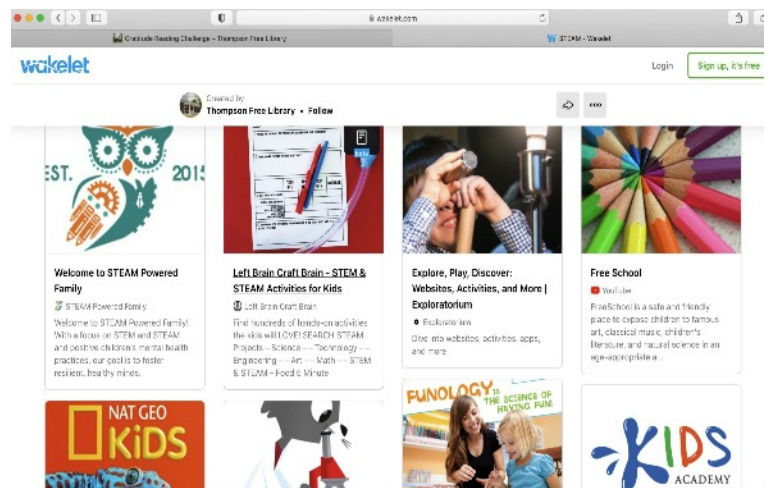 wakelet.com
Gratitude Reading Challenge – Thompson Free Library
STEAM - Wakelet
wakelet
Login
Sign up, it's free
Created by
Thompson Free Library • Follow
EST. 2015
Welcome to STEAM Powered
Family
STEAM Powered Family
Welcome to STEAM Powered Family!
With a focus on STEM and STEAM
and positive children's mental health
practices, our goal is to foster
resilient, healthy minds.
Left Brain Craft Brain - STEM &
STEAM Activities for Kids
Left Brain Craft Brain
Find hundreds of hands-on activities
the kids will LOVE! SEARCH STEAM
Projects – Science –– Technology ––
Engineering –– Art –– Math –– STEM
& STEAM – Food & Minute
Explore, Play, Discover:
Websites, Activities, and More |
Exploratorium
Exploratorium
Dive into websites, activities, apps,
and more.
Free School
YouTube
FreeSchool is a safe and friendly
place to expose children to famous
art, classical music, children's
literature, and natural science in an
age-appropriate a...
NAT GEO
KiDS
FUNOLOGY IS
THE SCIENCE OF
HAVING FUN!
KIDS
ACADEMY